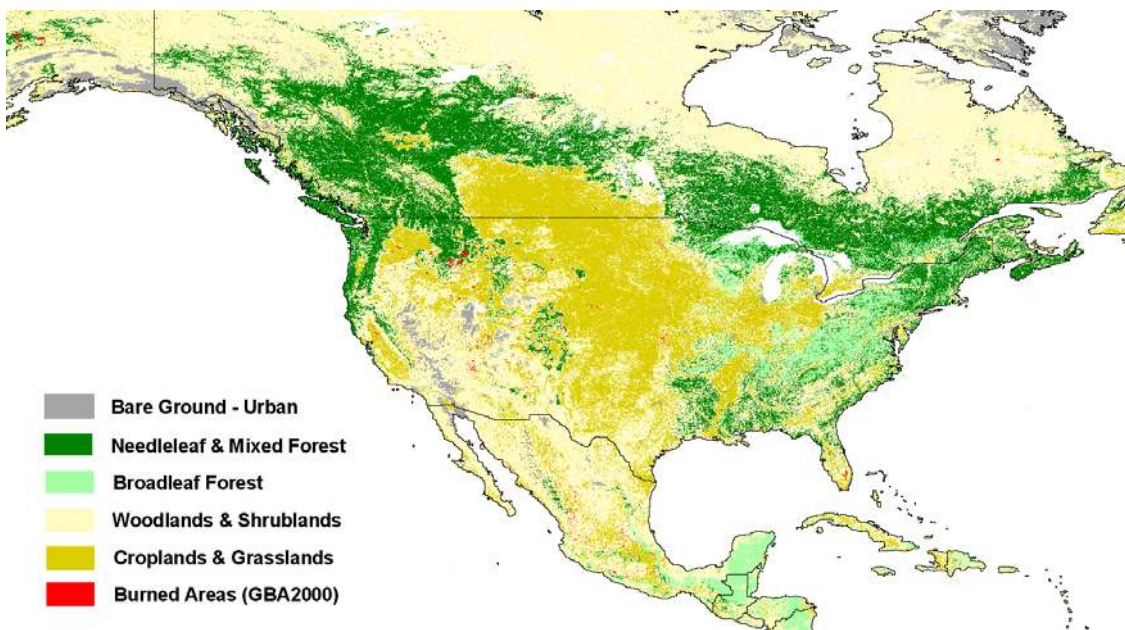 Bare Ground - Urban
Needleleaf & Mixed Forest
Broadleaf Forest
Woodlands & Shrublands
Croplands & Grasslands
Burned Areas (GBA2000)